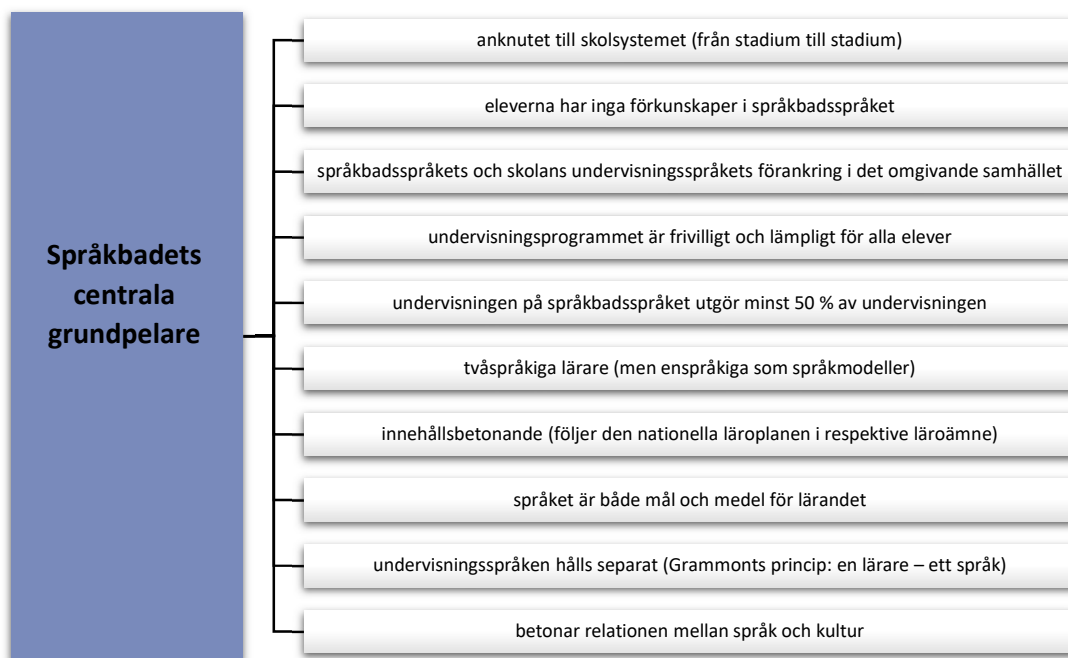 Språkbadets
centrala
grundpelare
anknutet till skolsystemet (från stadium till stadium)
eleverna har inga förkunskaper i språkbadsspråket
språkbadsspråkets och skolans undervisningsspråkets förankring i det omgivande samhället
undervisningsprogrammet är frivilligt och lämpligt för alla elever
undervisningen på språkbadsspråket utgör minst 50 % av undervisningen
tvåspråkiga lärare (men enspråkiga som språkmodeller)
innehållsbetonande (följer den nationella läroplanen i respektive läroämne)
språket är både mål och medel för lärandet
undervisningsspråken hålls separat (Grammonts princip: en lärare – ett språk)
betonar relationen mellan språk och kultur